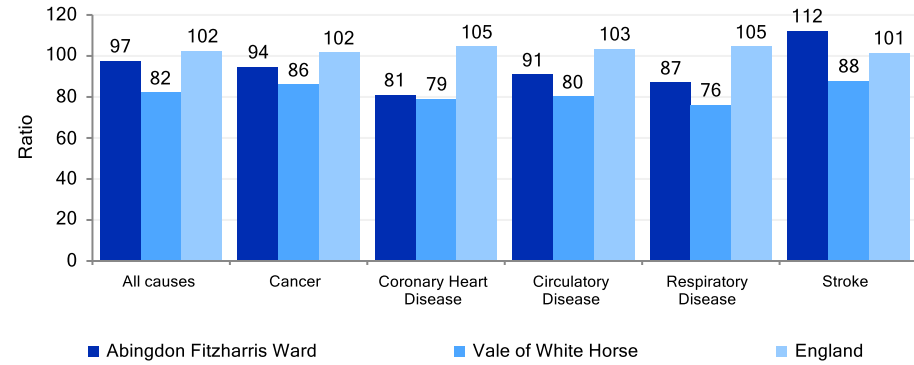 120
100
80
60
40
20
0
Ratio
97
82
102
94
86
102
81
79
105
91
80
103
87
76
105
112
88
101
All causes
Cancer
Coronary Heart
Disease
Circulatory
Disease
Respiratory
Disease
Stroke
Abingdon Fitzharris Ward
Vale of White Horse
England